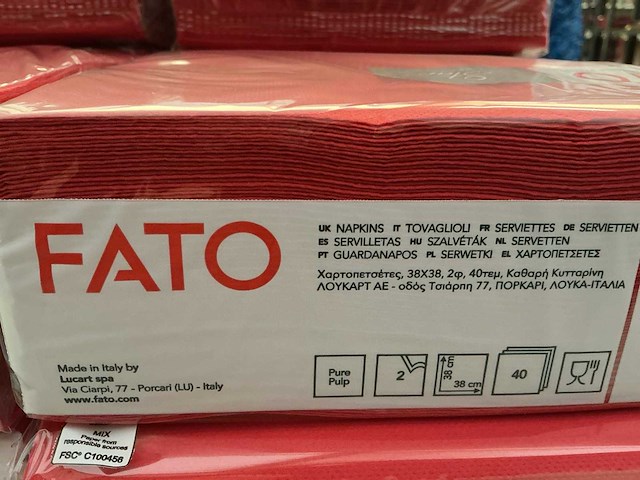 FATO
UK NAPKINS IT TOVAGLIOLI FR SERVIETTES DE SERVIETTEN
ES SERVILLETAS HU SZALVÉTÁK NL SERVETTEN
PT GUARDANAPOS PL SERWETKI EL ΧΑΡΤΟΠΕΤΣΕΤΕΣ
Χαρτοπετσέτες, 38X38, 2φ, 40τεμ, Καθαρή Κυτταρίνη
ΛΟΥΚΑΡΤ ΑΕ - οδός Τσιάρπη 77, ΠΟΡΚΑΡΙ, ΛΟΥΚΑ-ΙΤΑΛΙΑ
Made in Italy by
Lucart spa
Via Ciarpi, 77 - Porcari (LU) - Italy
www.fato.com
Pure
Pulp
2
38 cm
38 cm
40
MIX
Paper from
responsible sources
FSC® C100456